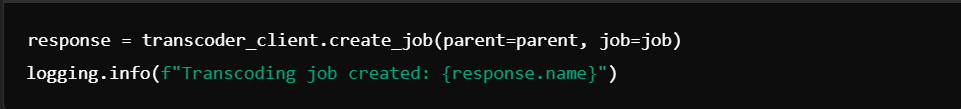 response = transcoder_client.create_job(parent=parent, job=job)
logging.info(f"Transcoding job created: {response.name}")